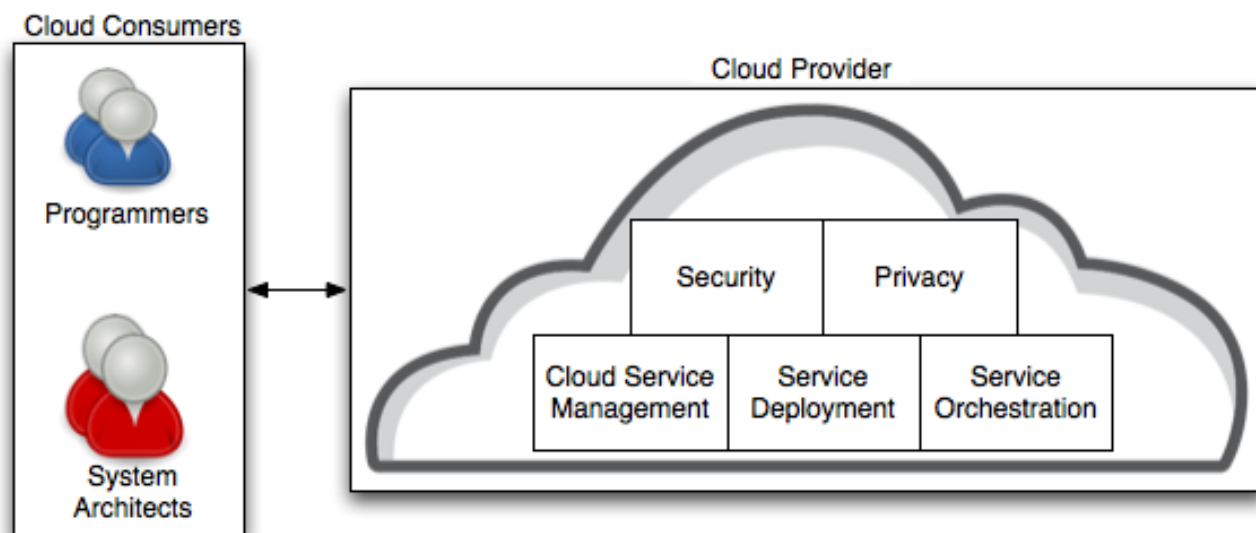 Cloud Consumers
Programmers
System
Architects
Cloud Provider
Security
Privacy
Cloud Service
Management
Service
Deployment
Service
Orchestration